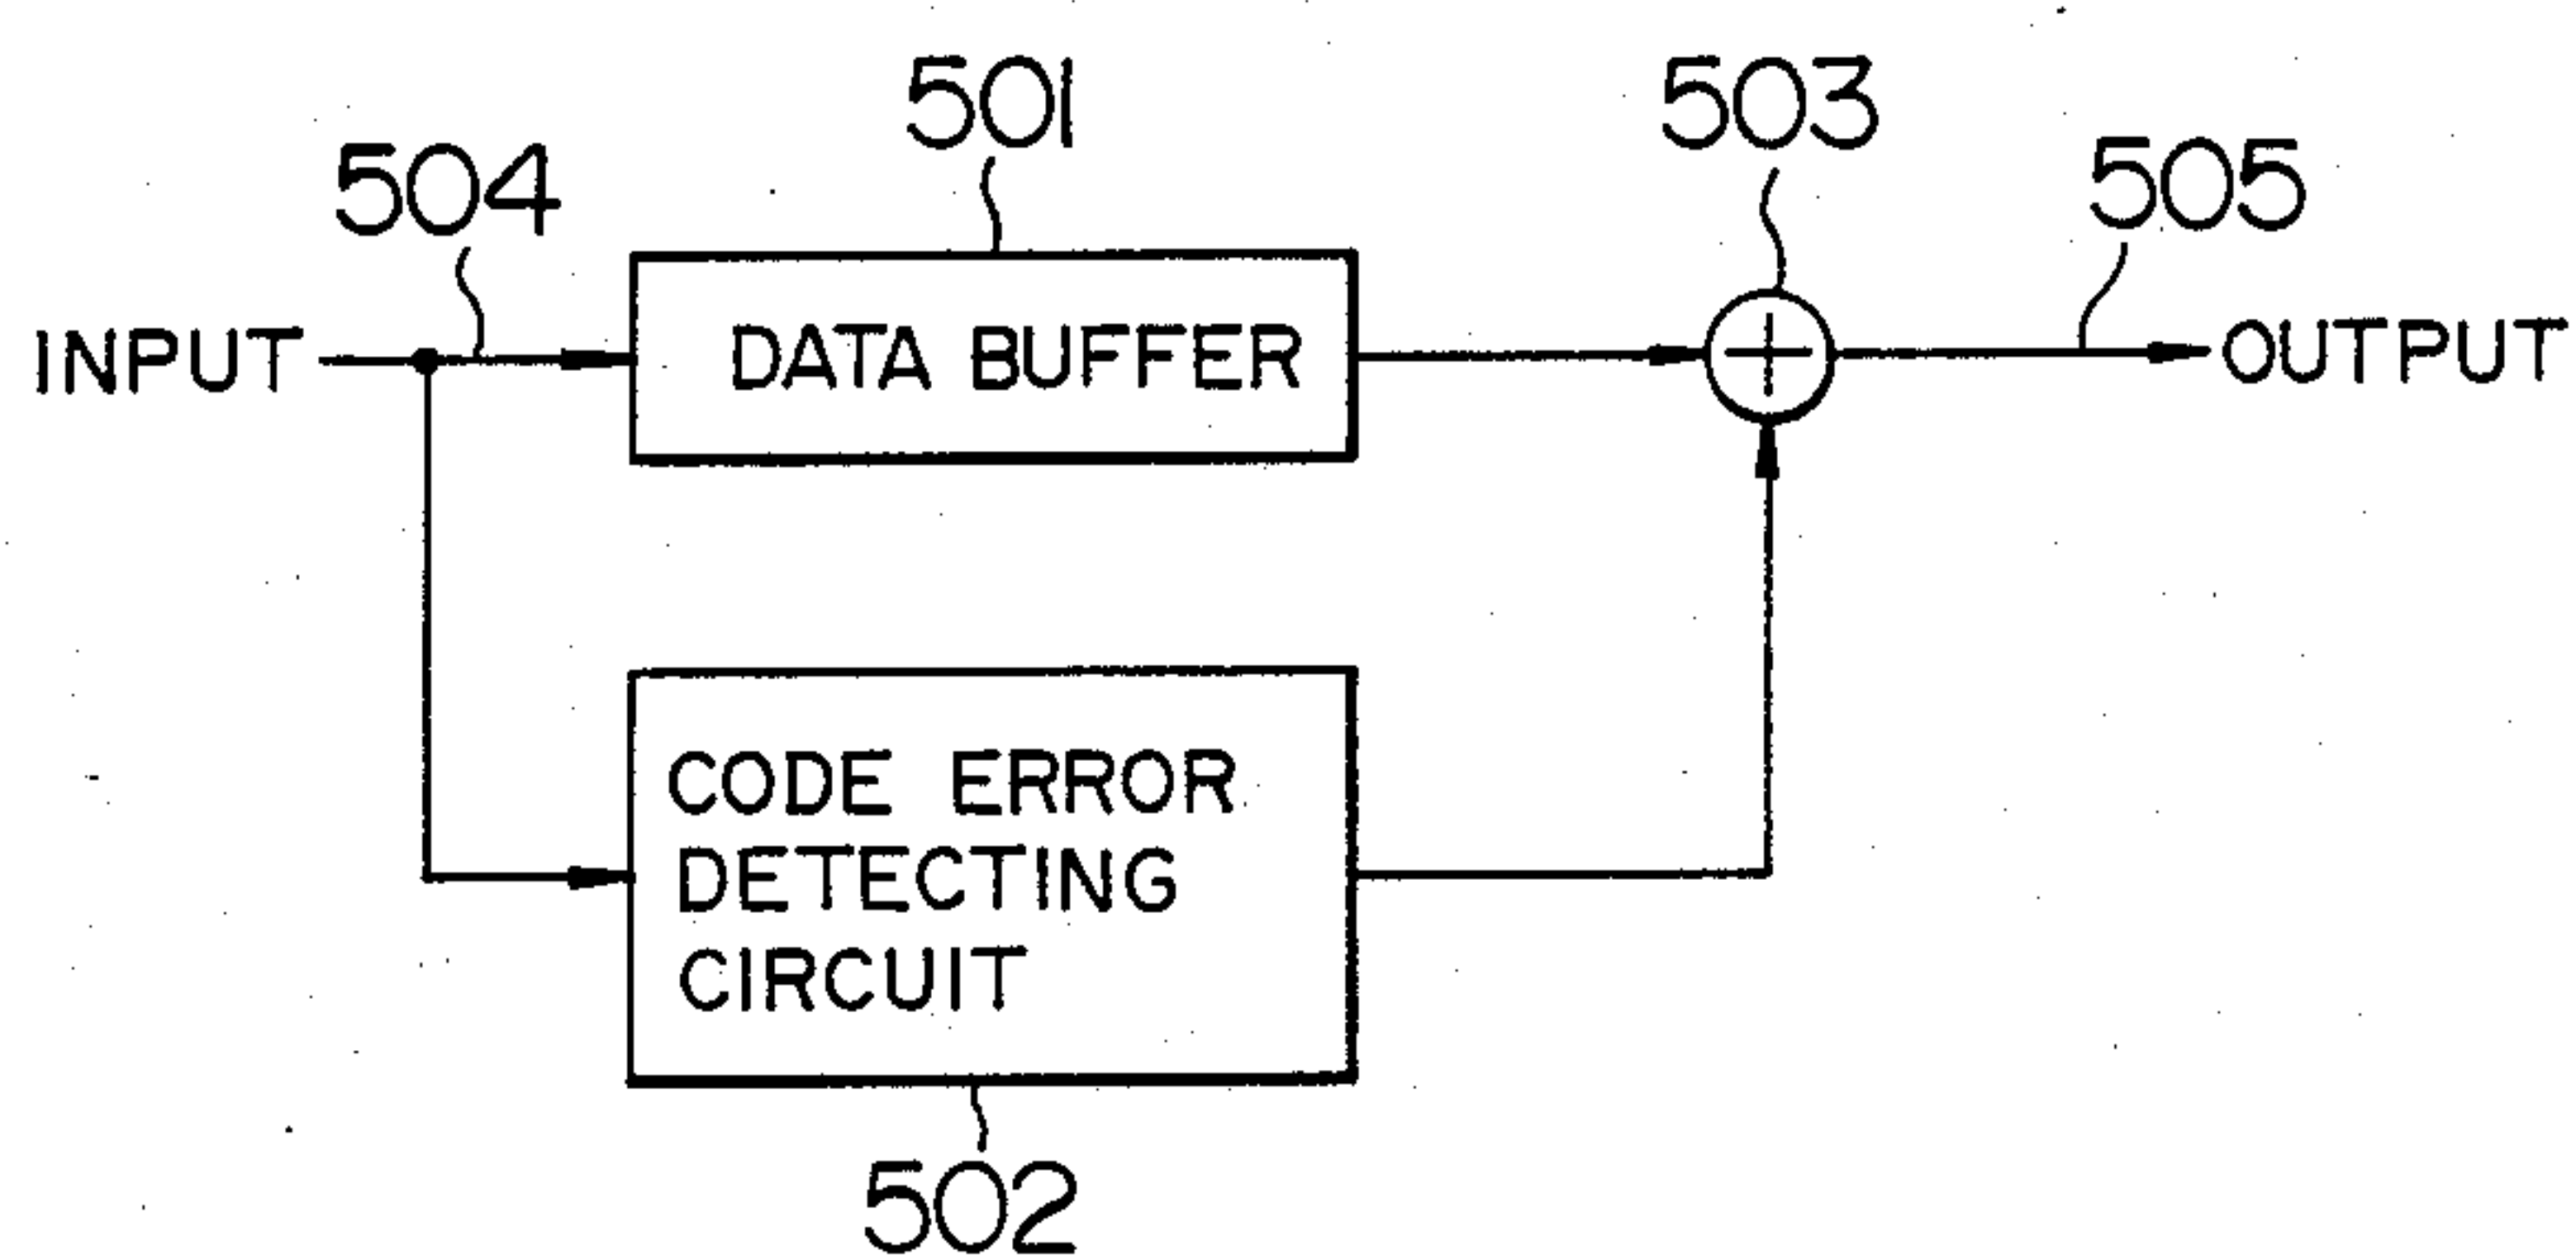 501
503
504
505
INPUT
DATA BUFFER
OUTPUT
CODE ERROR
DETECTING
CIRCUIT
502